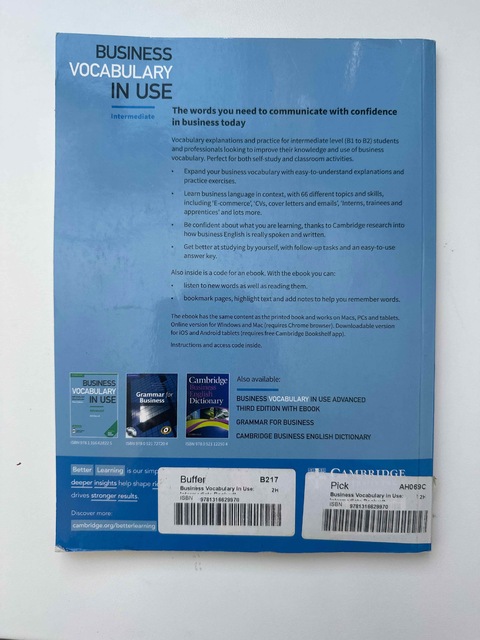 BUSINESS
VOCABULARY
IN USE
Intermediate
The words you need to communicate with confidence
in business today
Vocabulary explanations and practice for intermediate level (B1 to B2) students
and professionals looking to improve their knowledge and use of business
vocabulary. Perfect for both self-study and classroom activities.
• Expand your business vocabulary with easy-to-understand explanations and
practice exercises.
• Learn business language in context, with 66 different topics and skills,
including 'E-commerce', 'CVs, cover letters and emails', 'Interns, trainees and
apprentices' and lots more.
• Be confident about what you are learning, thanks to Cambridge research into
how business English is really spoken and written.
• Get better at studying by yourself, with follow-up tasks and an easy-to-use
answer key.
Also inside is a code for an ebook. With the ebook you can:
• listen to new words as well as reading them.
• bookmark pages, highlight text and add notes to help you remember words.
The ebook has the same content as the printed book and works on Macs, PCs and tablets.
Online version for Windows and Mac (requires Chrome browser). Downloadable version
for iOS and Android tablets (requires free Cambridge Bookshelf app).
Instructions and access code inside.
Also available:
BUSINESS VOCABULARY IN USE ADVANCED
THIRD EDITION WITH EBOOK
GRAMMAR FOR BUSINESS
CAMBRIDGE BUSINESS ENGLISH DICTIONARY
BUSINESS
VOCABULARY
IN USE
Grammar for
Business
Cambridge
Business
English
Dictionary
Better Learning is our
deeper insights help shape
drives stronger results.
Discover more:
cambridge.org/betterlearning
CAMBRIDGE
Buffer B217
Business Vocabulary In Use: 2H
ISBN 9781316629970
Pick AH069C
Business Vocabulary In Use:
ISBN 9781316629970